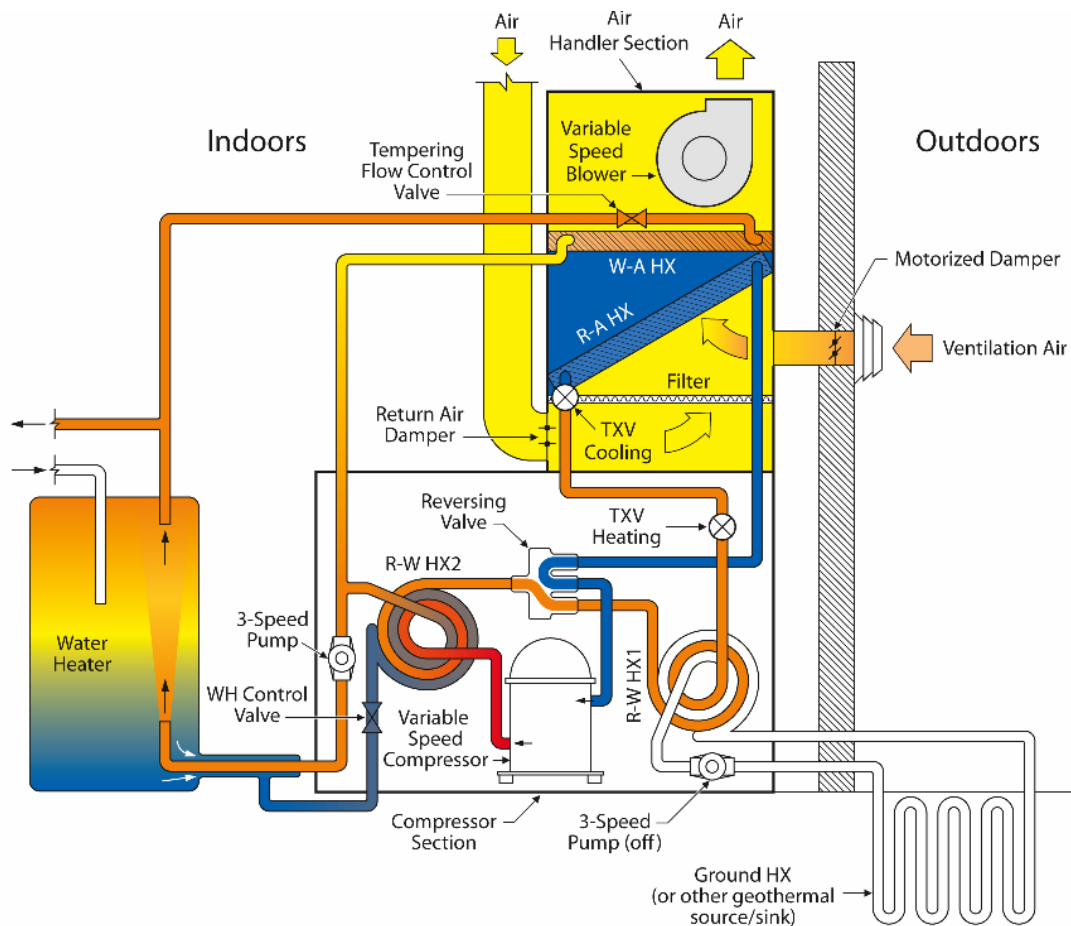 Air
Air
Handler Section
Air
Indoors
Outdoors
Tempering
Flow Control
Valve
Variable
Speed
Blower
W-A HX
R-A HX
Motorized Damper
Ventilation Air
Filter
Return Air
Damper
TXV
Cooling
Reversing
Valve
TXV
Heating
R-W HX2
3-Speed
Pump
Water
Heater
WH Control
Valve
Variable
Speed
Compressor
R-W HX1
Compressor
Section
3-Speed
Pump (off)
Ground HX
(or other geothermal
source/sink)